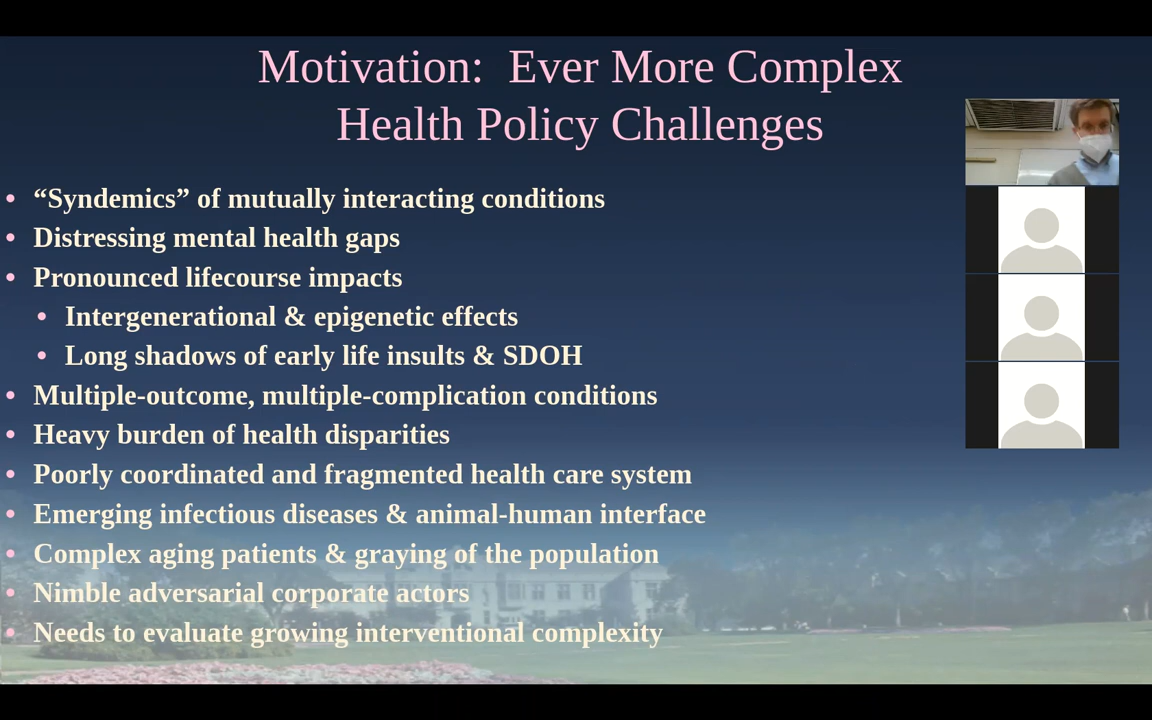 Motivation:  Ever More Complex
Health Policy Challenges
• “Syndemics” of mutually interacting conditions
• Distressing mental health gaps
• Pronounced lifecourse impacts
• Intergenerational & epigenetic effects
• Long shadows of early life insults & SDOH
• Multiple-outcome, multiple-complication conditions
• Heavy burden of health disparities
• Poorly coordinated and fragmented health care system
• Emerging infectious diseases & animal-human interface
• Complex aging patients & graying of the population
• Nimble adversarial corporate actors
• Needs to evaluate growing interventional complexity